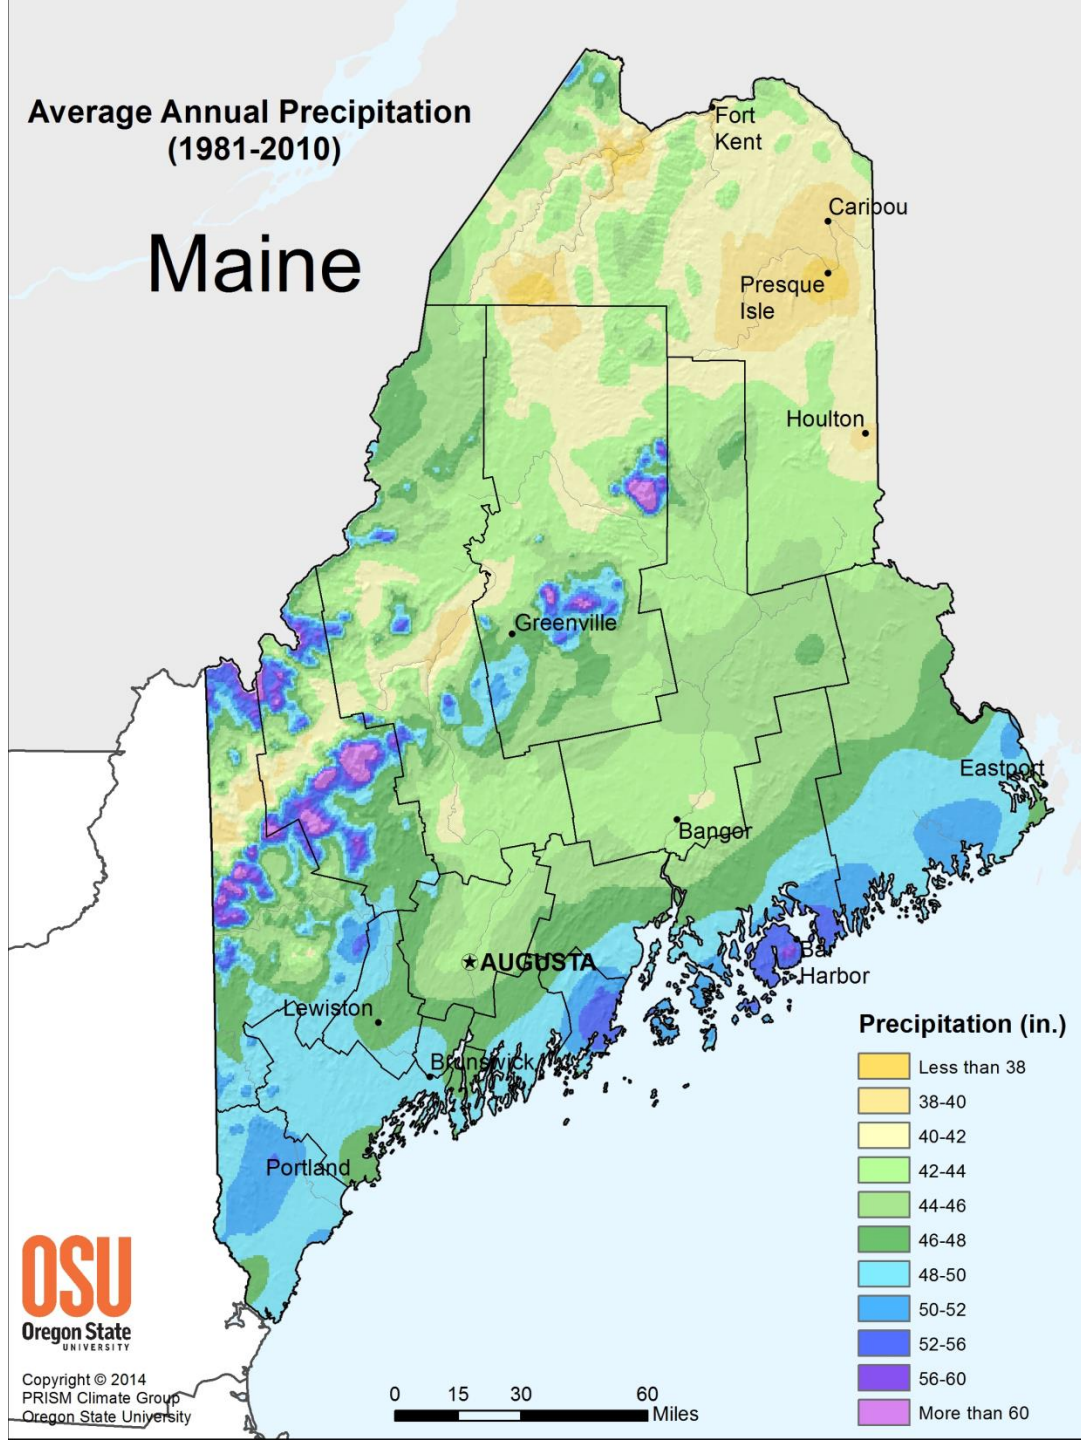 Average Annual Precipitation
(1981-2010)
Maine
Fort
Kent
Caribou
Presque
Isle
Houlton
Greenville
Eastport
Bangor
AUGUSTA
Bar
Harbor
Lewiston
Brunswick
Portland
Precipitation (in.)
Less than 38
38-40
40-42
42-44
44-46
46-48
48-50
50-52
52-56
56-60
More than 60
OSU
Oregon State
UNIVERSITY
Copyright © 2014
PRISM Climate Group
Oregon State University
0 15 30 60
Miles